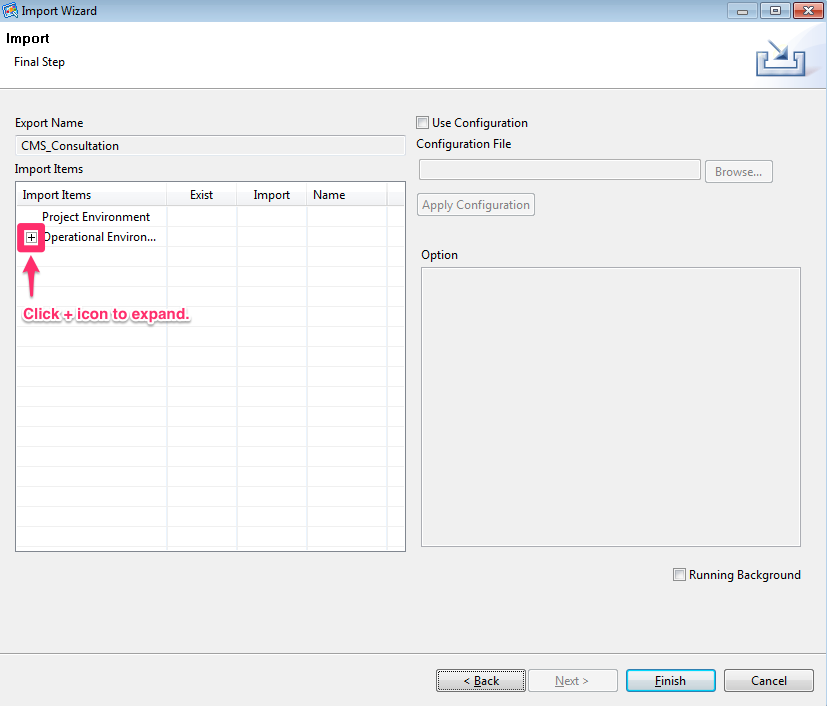 Import Wizard
Import
Final Step
Export Name
CMS_Consultation
Import Items
Import Items Exist Import Name
Project Environment
Operational Environ...
Click + icon to expand.
Use Configuration
Configuration File
Browse...
Apply Configuration
Option
Running Background
< Back Next > Finish Cancel